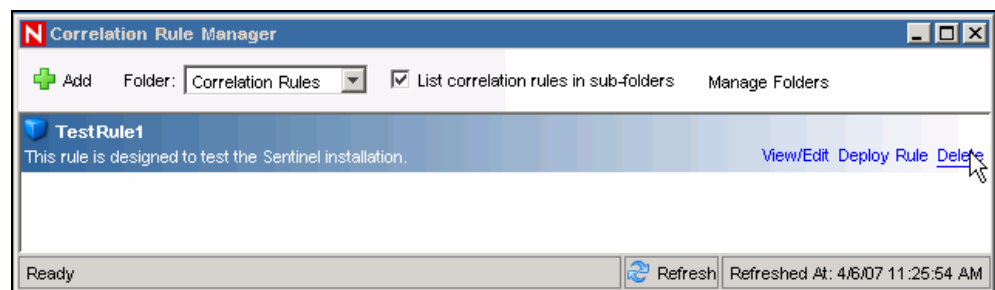 N Correlation Rule Manager
Add Folder: Correlation Rules List correlation rules in sub-folders Manage Folders
TestRule1
This rule is designed to test the Sentinel installation. View/Edit Deploy Rule Delete
Ready Refresh Refreshed At: 4/6/07 11:25:54 AM